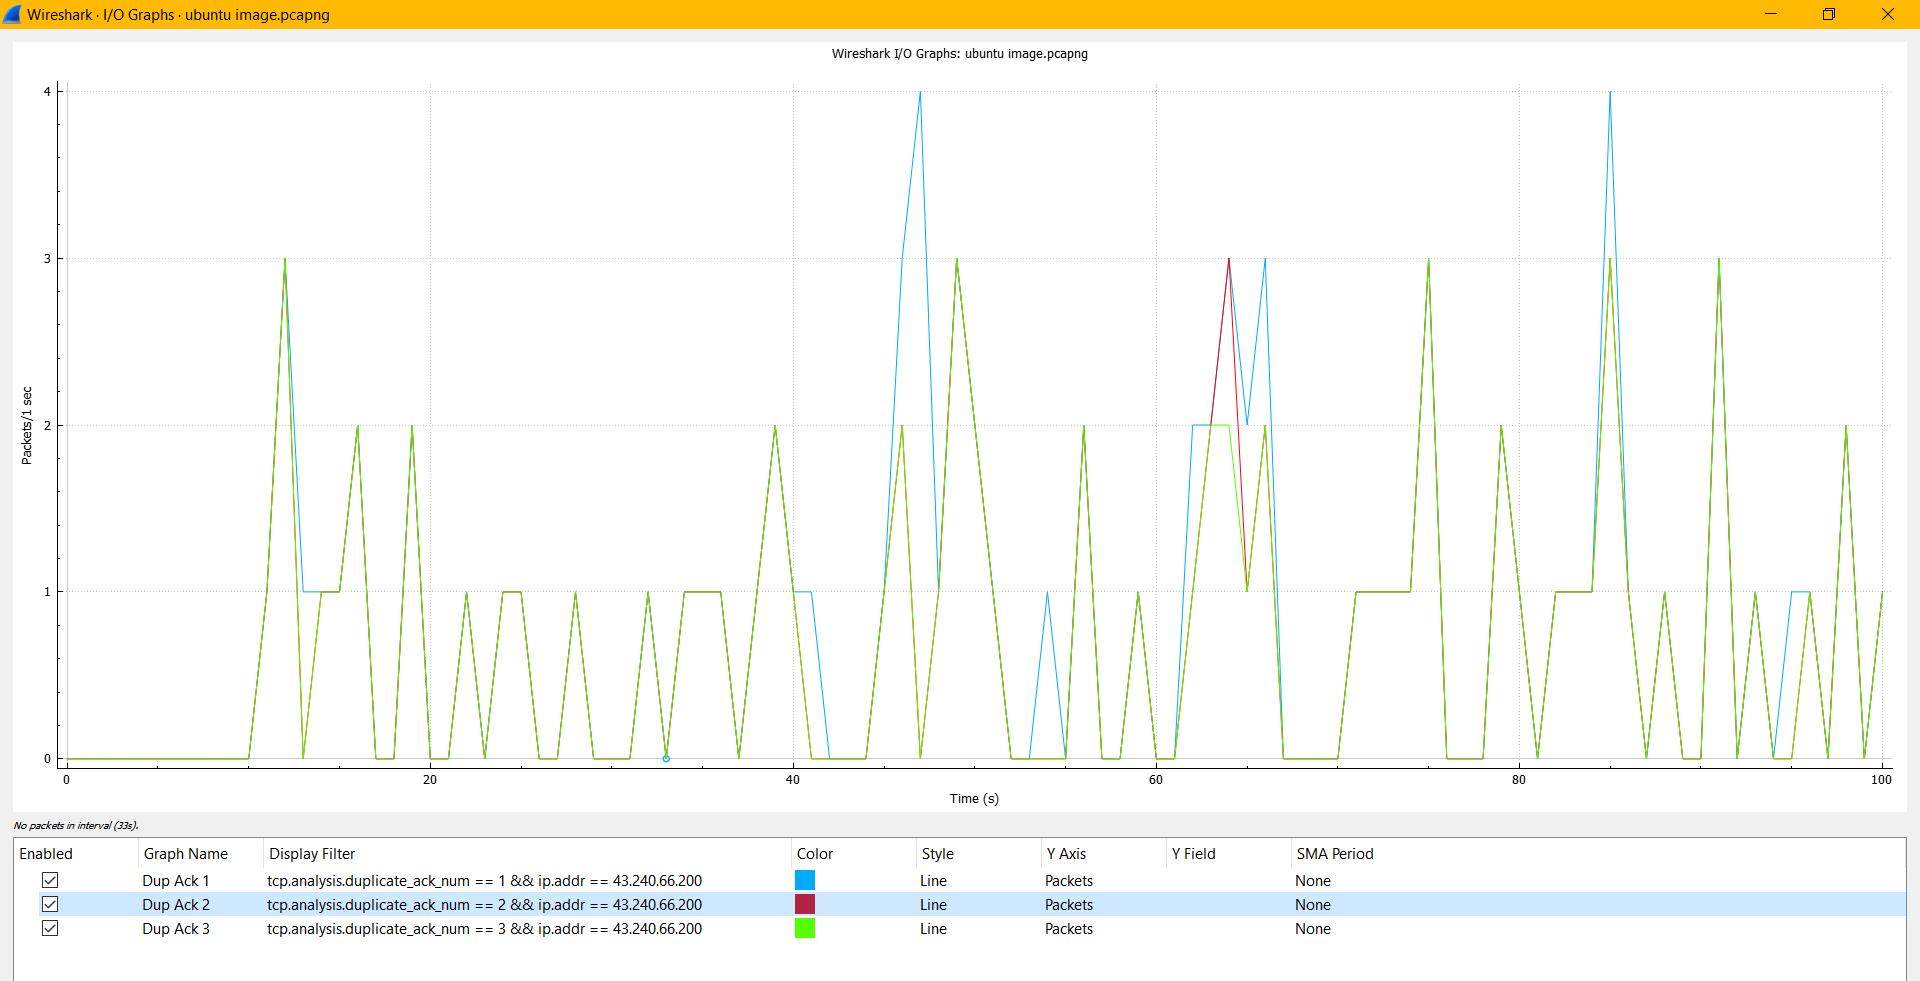 Wireshark · I/O Graphs · ubuntu image.pcapng
Wireshark I/O Graphs: ubuntu image.pcapng
4
3
2
1
0
Packets/1 sec
0 20 40 60 80 100
Time (s)
No packets in interval (33s).
Enabled Graph Name Display Filter Color Style Y Axis Y Field SMA Period
Dup Ack 1 tcp.analysis.duplicate_ack_num == 1 && ip.addr == 43.240.66.200 Line Packets None
Dup Ack 2 tcp.analysis.duplicate_ack_num == 2 && ip.addr == 43.240.66.200 Line Packets None
Dup Ack 3 tcp.analysis.duplicate_ack_num == 3 && ip.addr == 43.240.66.200 Line Packets None